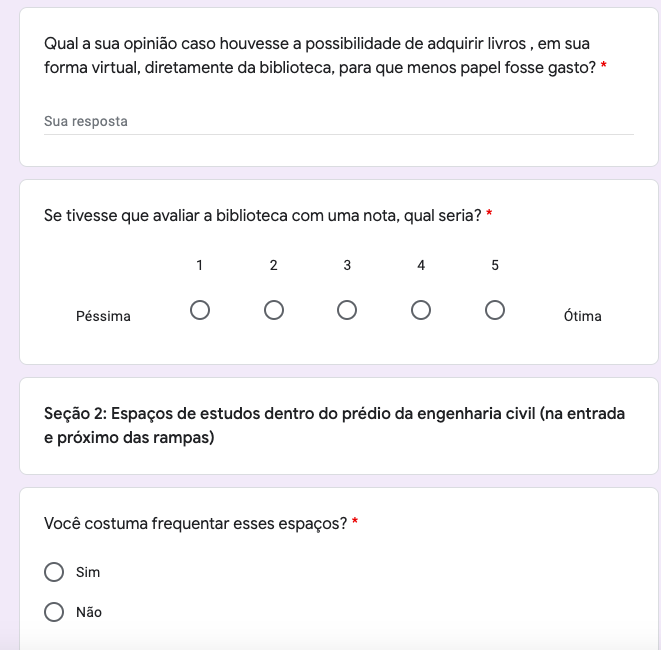 Qual a sua opinião caso houvesse a possibilidade de adquirir livros , em sua
forma virtual, diretamente da biblioteca, para que menos papel fosse gasto? *
Sua resposta
Se tivesse que avaliar a biblioteca com uma nota, qual seria? *
1 2 3 4 5
Péssima Ótima
Seção 2: Espaços de estudos dentro do prédio da engenharia civil (na entrada
e próximo das rampas)
Você costuma frequentar esses espaços? *
Sim
Não